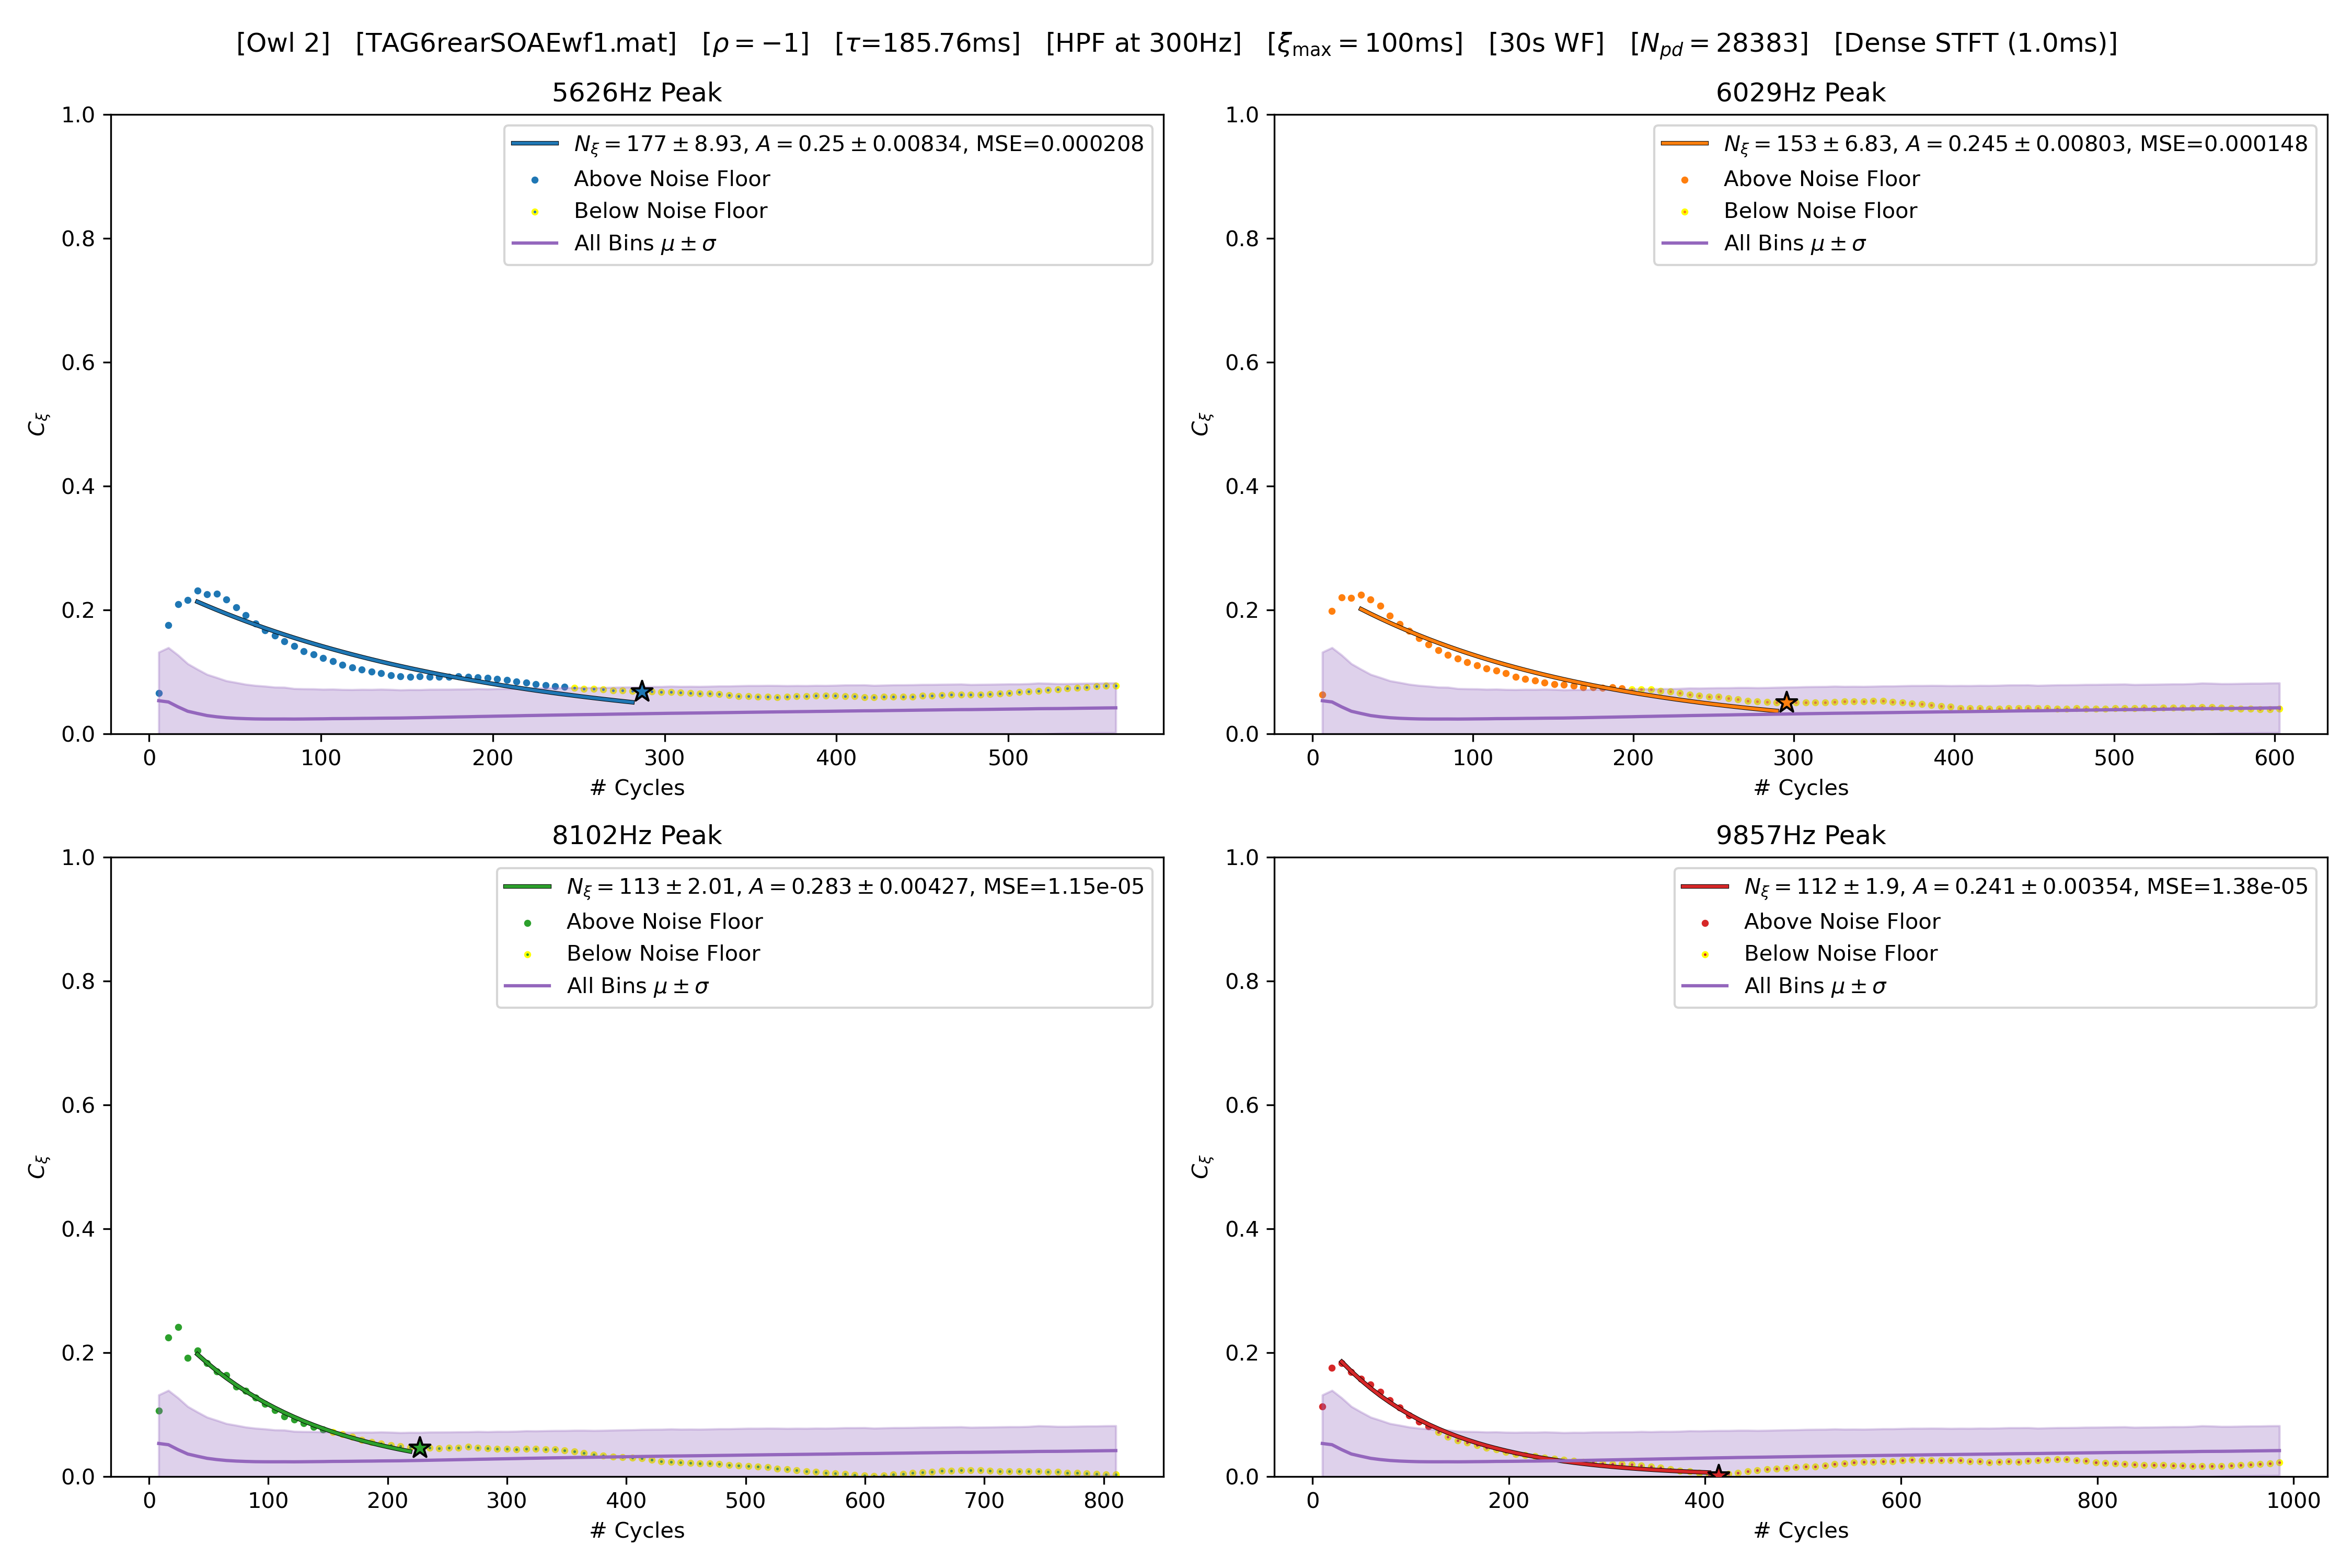 [Owl 2] [TAG6rearSOAEwf1.mat] [ρ = −1] [τ=185.76ms] [HPF at 300Hz] [ξmax = 100ms] [30s WF] [Npd = 28383] [Dense STFT (1.0ms)]
5626Hz Peak
Nξ = 177 ± 8.93, A = 0.25 ± 0.00834, MSE=0.000208
Above Noise Floor
Below Noise Floor
All Bins μ ± σ
1.0
0.8
0.6
0.4
0.2
0.0
Cξ
0 100 200 300 400 500
# Cycles
6029Hz Peak
Nξ = 153 ± 6.83, A = 0.245 ± 0.00803, MSE=0.000148
Above Noise Floor
Below Noise Floor
All Bins μ ± σ
1.0
0.8
0.6
0.4
0.2
0.0
Cξ
0 100 200 300 400 500 600
# Cycles
8102Hz Peak
Nξ = 113 ± 2.01, A = 0.283 ± 0.00427, MSE=1.15e-05
Above Noise Floor
Below Noise Floor
All Bins μ ± σ
1.0
0.8
0.6
0.4
0.2
0.0
Cξ
0 100 200 300 400 500 600 700 800
# Cycles
9857Hz Peak
Nξ = 112 ± 1.9, A = 0.241 ± 0.00354, MSE=1.38e-05
Above Noise Floor
Below Noise Floor
All Bins μ ± σ
1.0
0.8
0.6
0.4
0.2
0.0
Cξ
0 200 400 600 800 1000
# Cycles